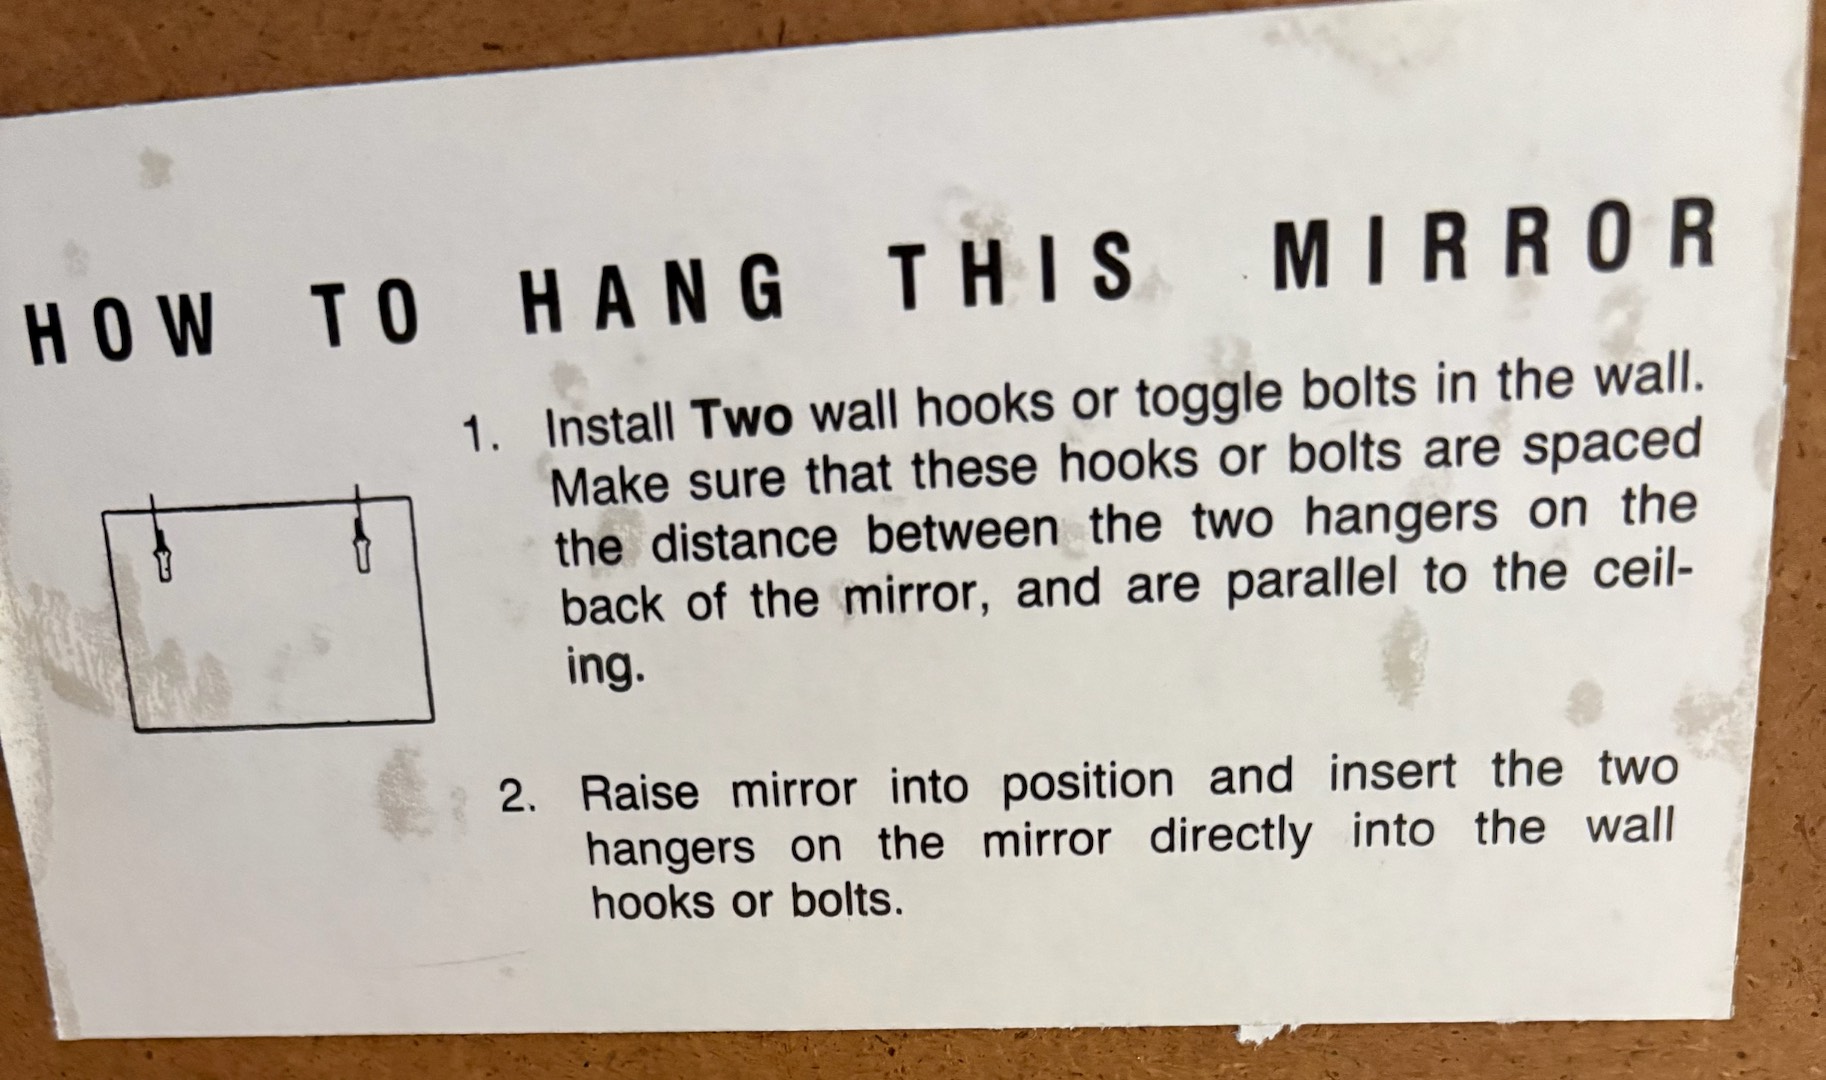 HOW TO HANG THIS MIRROR
1. Install Two wall hooks or toggle bolts in the wall.
Make sure that these hooks or bolts are spaced
the distance between the two hangers on the
back of the mirror, and are parallel to the ceil-
ing.
2. Raise mirror into position and insert the two
hangers on the mirror directly into the wall
hooks or bolts.